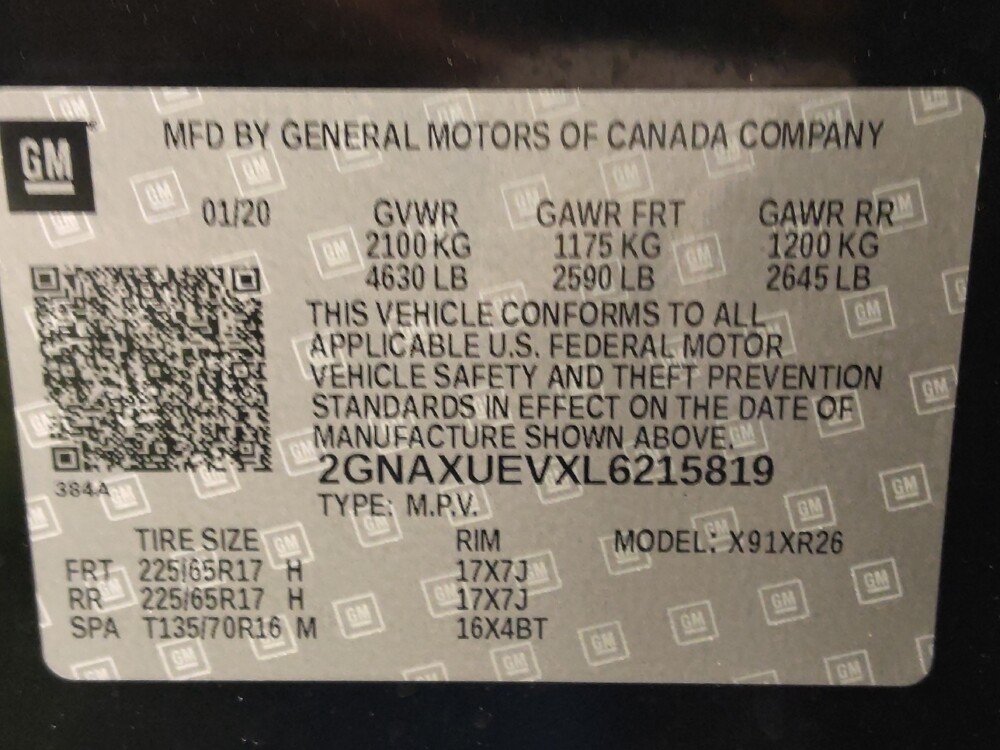 GM
MFD BY GENERAL MOTORS OF CANADA COMPANY
01/20 GVWR GAWR FRT GAWR RR
2100 KG 1175 KG 1200 KG
4630 LB 2590 LB 2645 LB
THIS VEHICLE CONFORMS TO ALL
APPLICABLE U.S. FEDERAL MOTOR
VEHICLE SAFETY AND THEFT PREVENTION
STANDARDS IN EFFECT ON THE DATE OF
MANUFACTURE SHOWN ABOVE.
2GNAXUEVXL6215819
384A
TYPE: M.P.V.
TIRE SIZE RIM MODEL: X91XR26
FRT 225/65R17 H 17X7J
RR 225/65R17 H 17X7J
SPA T135/70R16 M 16X4BT